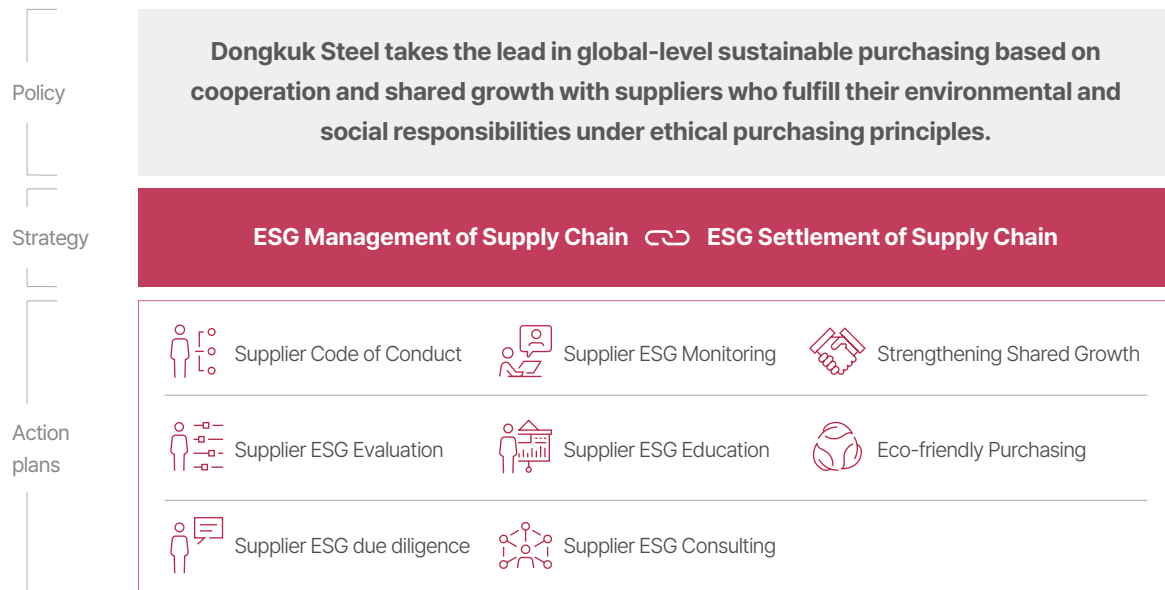 Policy
Dongkuk Steel takes the lead in global-level sustainable purchasing based on
cooperation and shared growth with suppliers who fulfill their environmental and
social responsibilities under ethical purchasing principles.
Strategy
ESG Management of Supply Chain ESG Settlement of Supply Chain
Action
plans
Supplier Code of Conduct Supplier ESG Monitoring Strengthening Shared Growth
Supplier ESG Evaluation Supplier ESG Education Eco-friendly Purchasing
Supplier ESG due diligence Supplier ESG Consulting